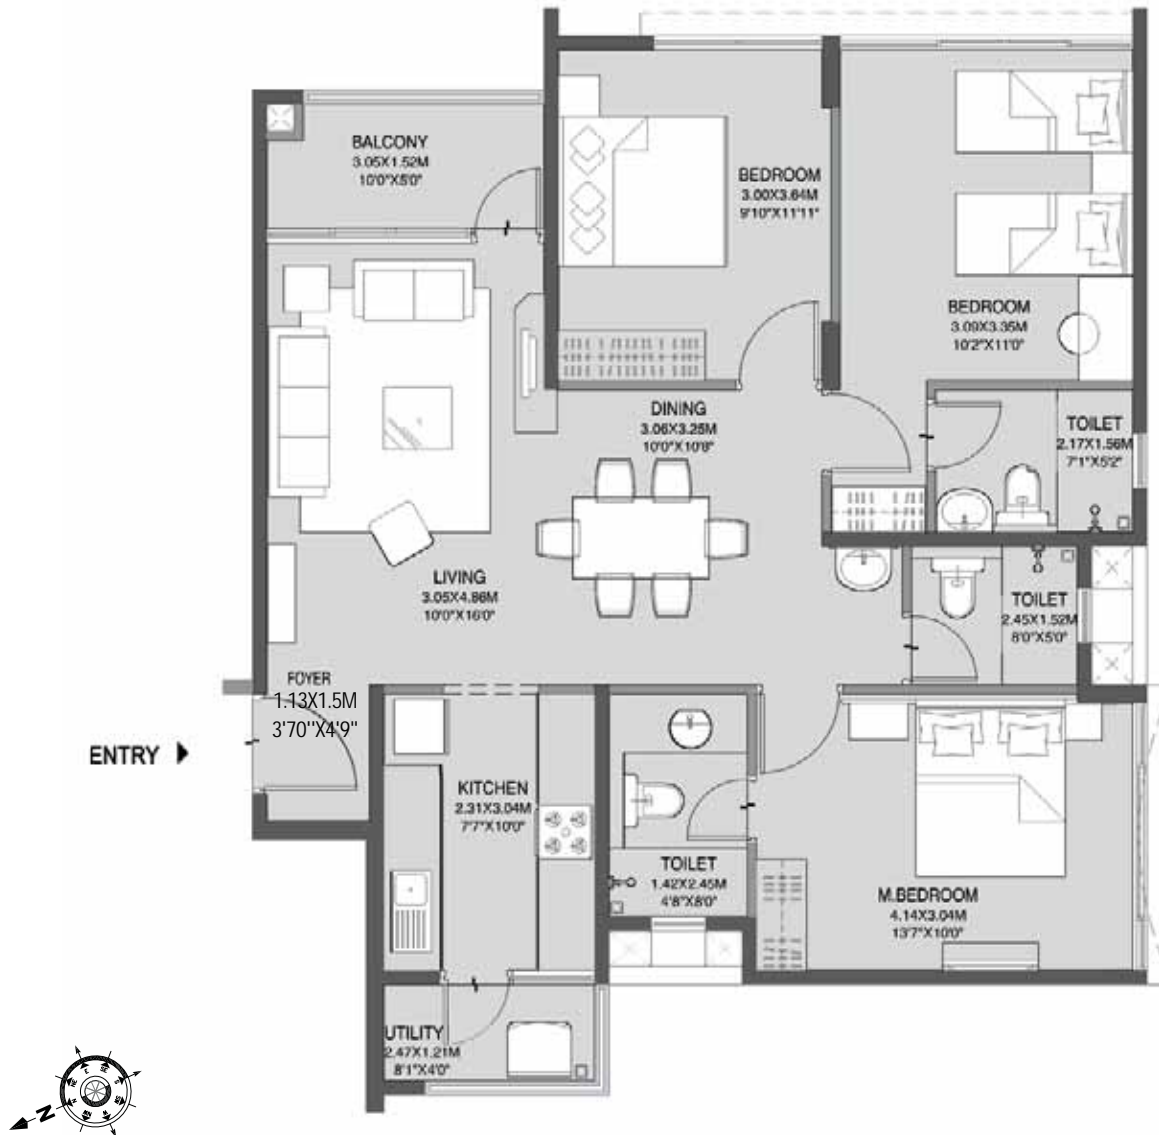 BALCONY
3.05X1.52M
10'0"X5'0"
BEDROOM
3.00X3.64M
9'10"X11'11"
BEDROOM
3.09X3.35M
10'2"X11'0"
DINING
3.06X3.25M
10'0"X10'8"
TOILET
2.17X1.56M
7'1"X5'2"
LIVING
3.05X4.86M
10'0"X16'0"
TOILET
2.45X1.52M
8'0"X5'0"
FOYER
1.13X1.5M
3'70''X4'9"
ENTRY
KITCHEN
2.31X3.04M
7'7"X10'0"
TOILET
1.42X2.45M
4'8"X8'0"
M.BEDROOM
4.14X3.04M
13'7"X10'0"
UTILITY
2.47X1.21M
8'1"X4'0"
N